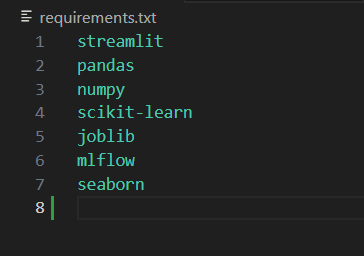 requirements.txt
1 streamlit
2 pandas
3 numpy
4 scikit-learn
5 joblib
6 mlflow
7 seaborn
8